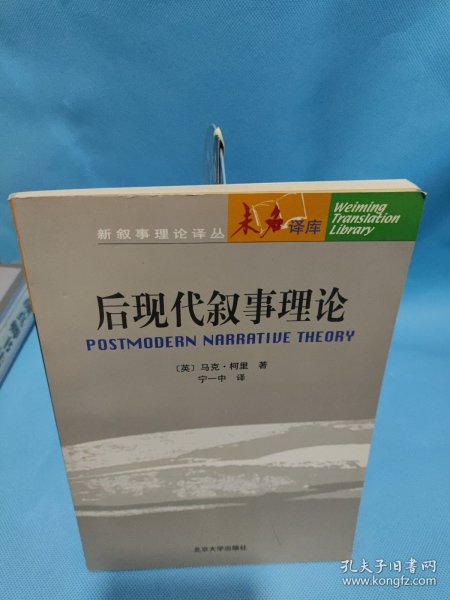 新叙事理论译丛
未名译库
Weiming
Translation
Library
后现代叙事理论
POSTMODERN NARRATIVE THEORY
〔英〕马克·柯里 著
宁一中 译
北京大学出版社
孔夫子旧书网
www.kongfz.com